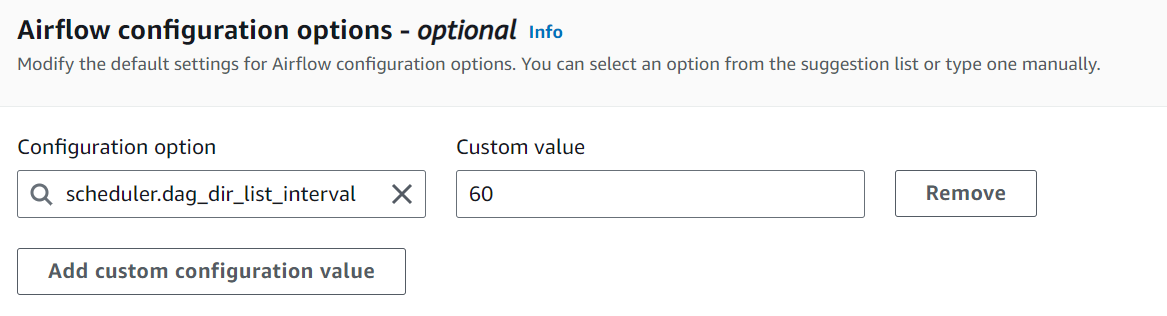 Airflow configuration options - optional Info
Modify the default settings for Airflow configuration options. You can select an option from the suggestion list or type one manually.
Configuration option Custom value
scheduler.dag_dir_list_interval 60 Remove
Add custom configuration value